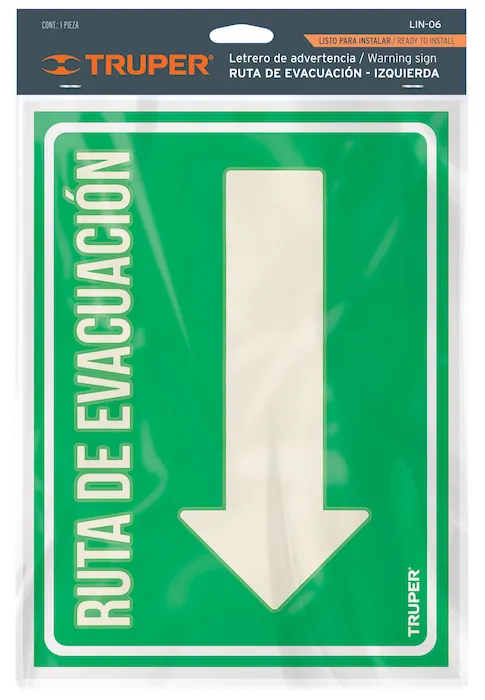 CONT.: 1 PIEZA
LIN-06
LISTO PARA INSTALAR / READY TO INSTALL
TRUPER®
Letrero de advertencia / Warning sign
RUTA DE EVACUACIÓN - IZQUIERDA
RUTA DE EVACUACIÓN
TRUPER®